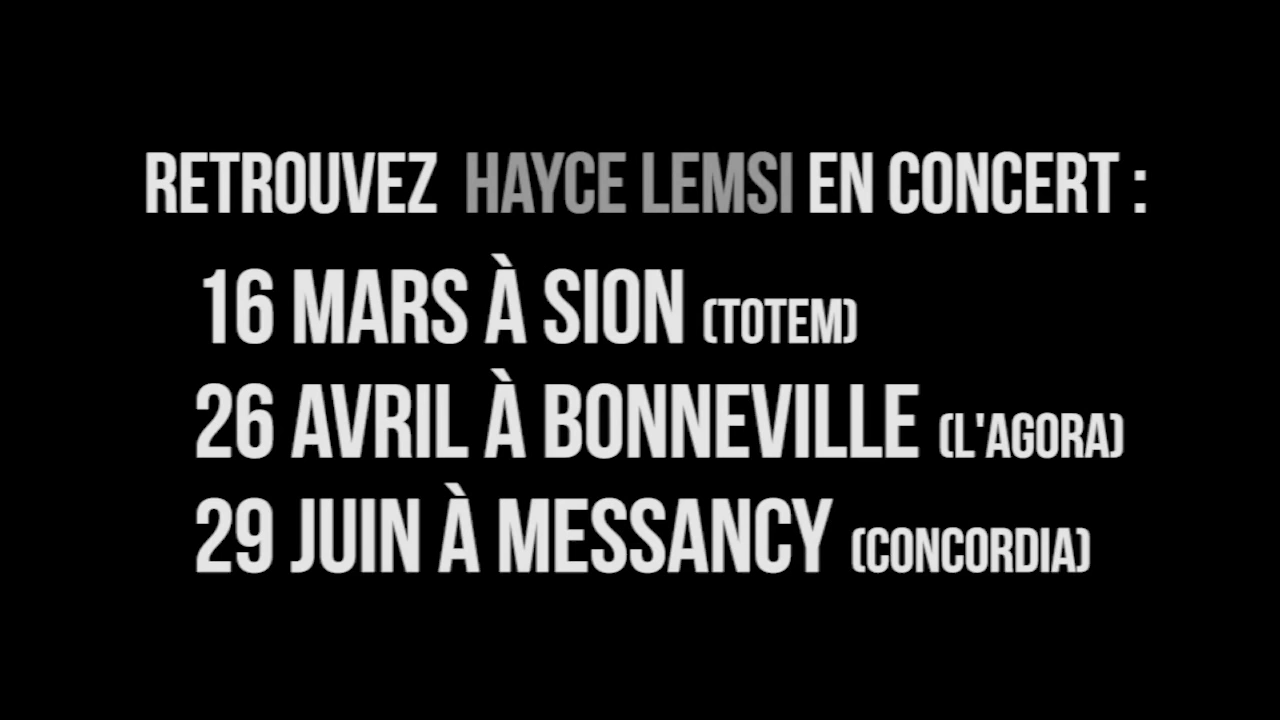 RETROUVEZ HAYCE LEMSI EN CONCERT :
16 MARS À SION (TOTEM)
26 AVRIL À BONNEVILLE (L'AGORA)
29 JUIN À MESSANCY (CONCORDIA)